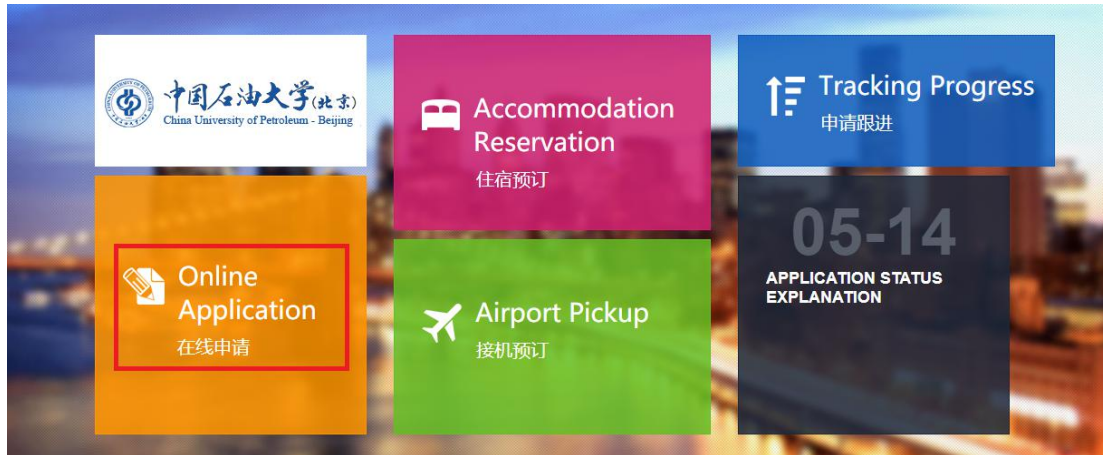 中国石油大学(北京)
China University of Petroleum - Beijing
Online
Application
在线申请
Accommodation
Reservation
住宿预订
Airport Pickup
接机预订
Tracking Progress
申请跟进
05-14
APPLICATION STATUS
EXPLANATION